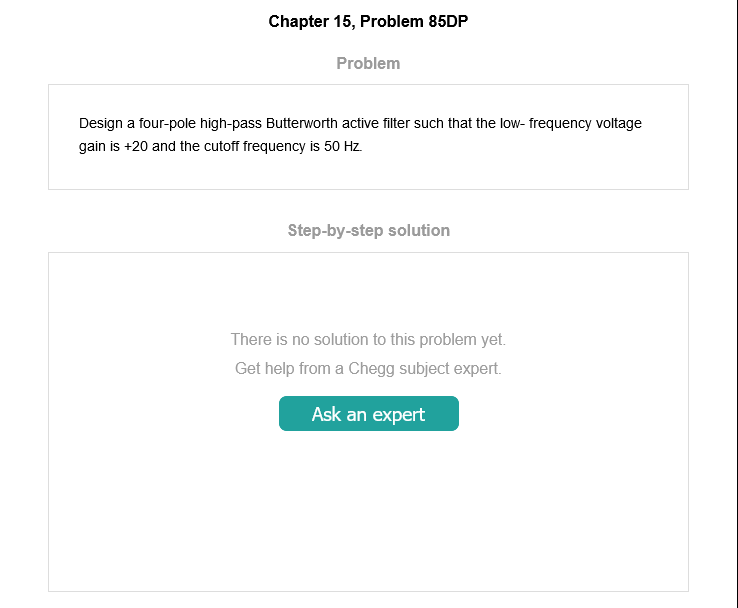 Chapter 15, Problem 85DP
Problem
Design a four-pole high-pass Butterworth active filter such that the low- frequency voltage
gain is +20 and the cutoff frequency is 50 Hz.
Step-by-step solution
There is no solution to this problem yet.
Get help from a Chegg subject expert.
Ask an expert